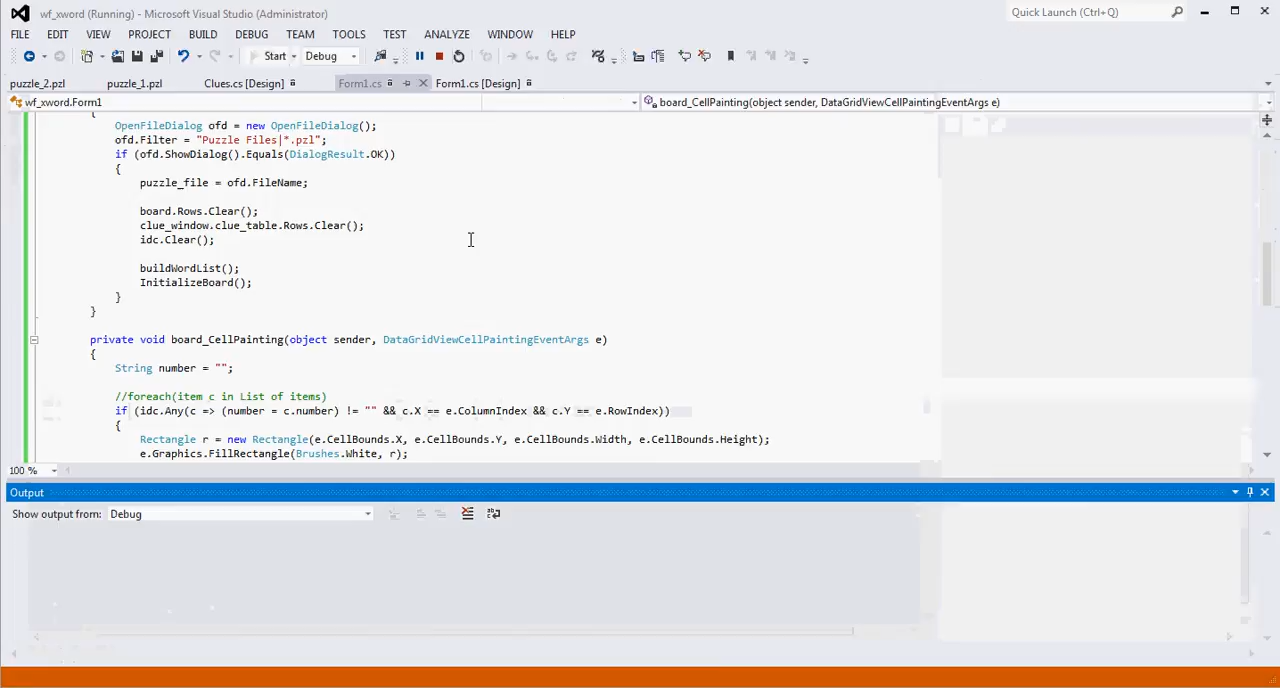 wf_xword (Running) - Microsoft Visual Studio (Administrator)
Quick Launch (Ctrl+Q)
FILE EDIT VIEW PROJECT BUILD DEBUG TEAM TOOLS TEST ANALYZE WINDOW HELP
Start Debug
puzzle_2.pzl puzzle_1.pzl Clues.cs [Design] Form1.cs Form1.cs [Design]
wf_xword.Form1 board_CellPainting(object sender, DataGridViewCellPaintingEventArgs e)
{
OpenFileDialog ofd = new OpenFileDialog();
ofd.Filter = "Puzzle Files|*.pzl";
if (ofd.ShowDialog().Equals(DialogResult.OK))
{
puzzle_file = ofd.FileName;
board.Rows.Clear();
clue_window.clue_table.Rows.Clear();
idc.Clear();
buildWordList();
InitializeBoard();
}
}
private void board_CellPainting(object sender, DataGridViewCellPaintingEventArgs e)
{
String number = "";
//foreach(item c in List of items)
if (idc.Any(c => (number = c.number) != "" && c.X == e.ColumnIndex && c.Y == e.RowIndex))
{
Rectangle r = new Rectangle(e.CellBounds.X, e.CellBounds.Y, e.CellBounds.Width, e.CellBounds.Height);
e.Graphics.FillRectangle(Brushes.White, r);
100 %
Output
Show output from: Debug